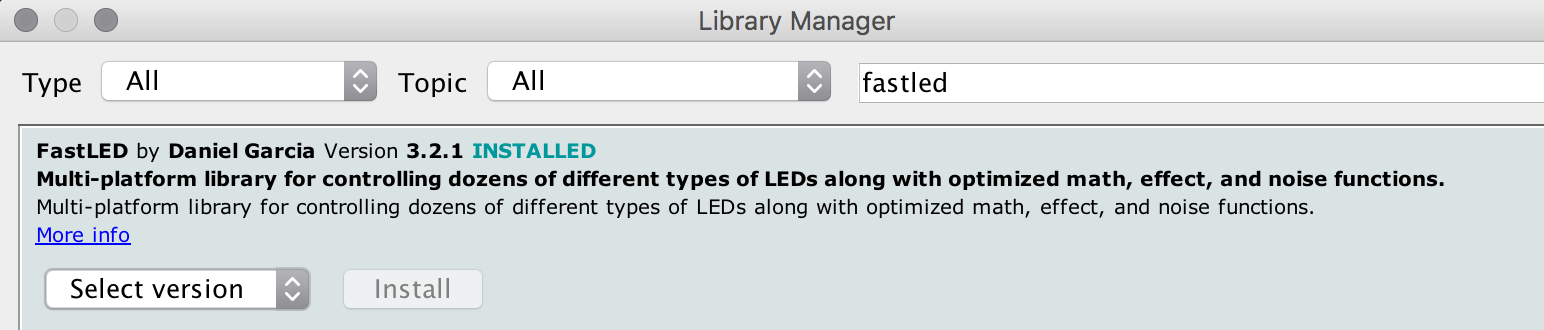 Library Manager
Type All Topic All fastled
FastLED by Daniel Garcia Version 3.2.1 INSTALLED
Multi-platform library for controlling dozens of different types of LEDs along with optimized math, effect, and noise functions.
Multi-platform library for controlling dozens of different types of LEDs along with optimized math, effect, and noise functions.
More info
Select version Install